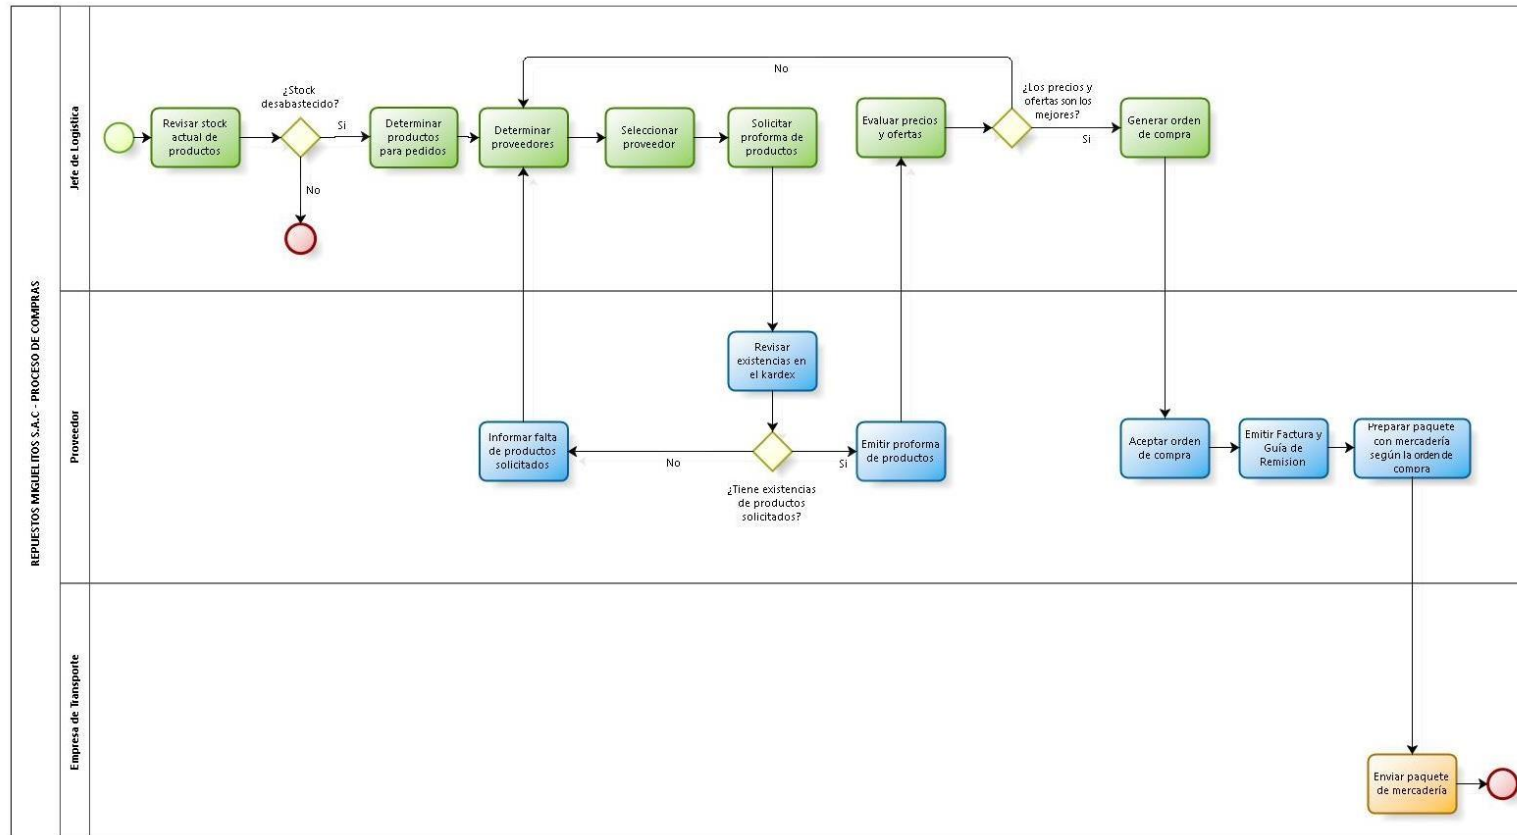 REPUESTOS MIGUELITOS S.A.C - PROCESO DE COMPRAS
Jefe de Logística
Revisar stock
actual de
productos
¿Stock
desabastecido?
Si
No
Determinar
productos
para pedidos
Determinar
proveedores
Seleccionar
proveedor
Solicitar
proforma de
productos
Evaluar precios
y ofertas
No
¿Los precios y
ofertas son los
mejores?
Si
Generar orden
de compra
Proveedor
Revisar
existencias en
el kardex
Informar falta
de productos
solicitados
No
¿Tiene existencias
de productos
solicitados?
Si
Emitir proforma
de productos
Aceptar orden
de compra
Emitir Factura y
Guía de
Remision
Preparar paquete
con mercadería
según la orden de
compra
Empresa de Transporte
Enviar paquete
de mercadería